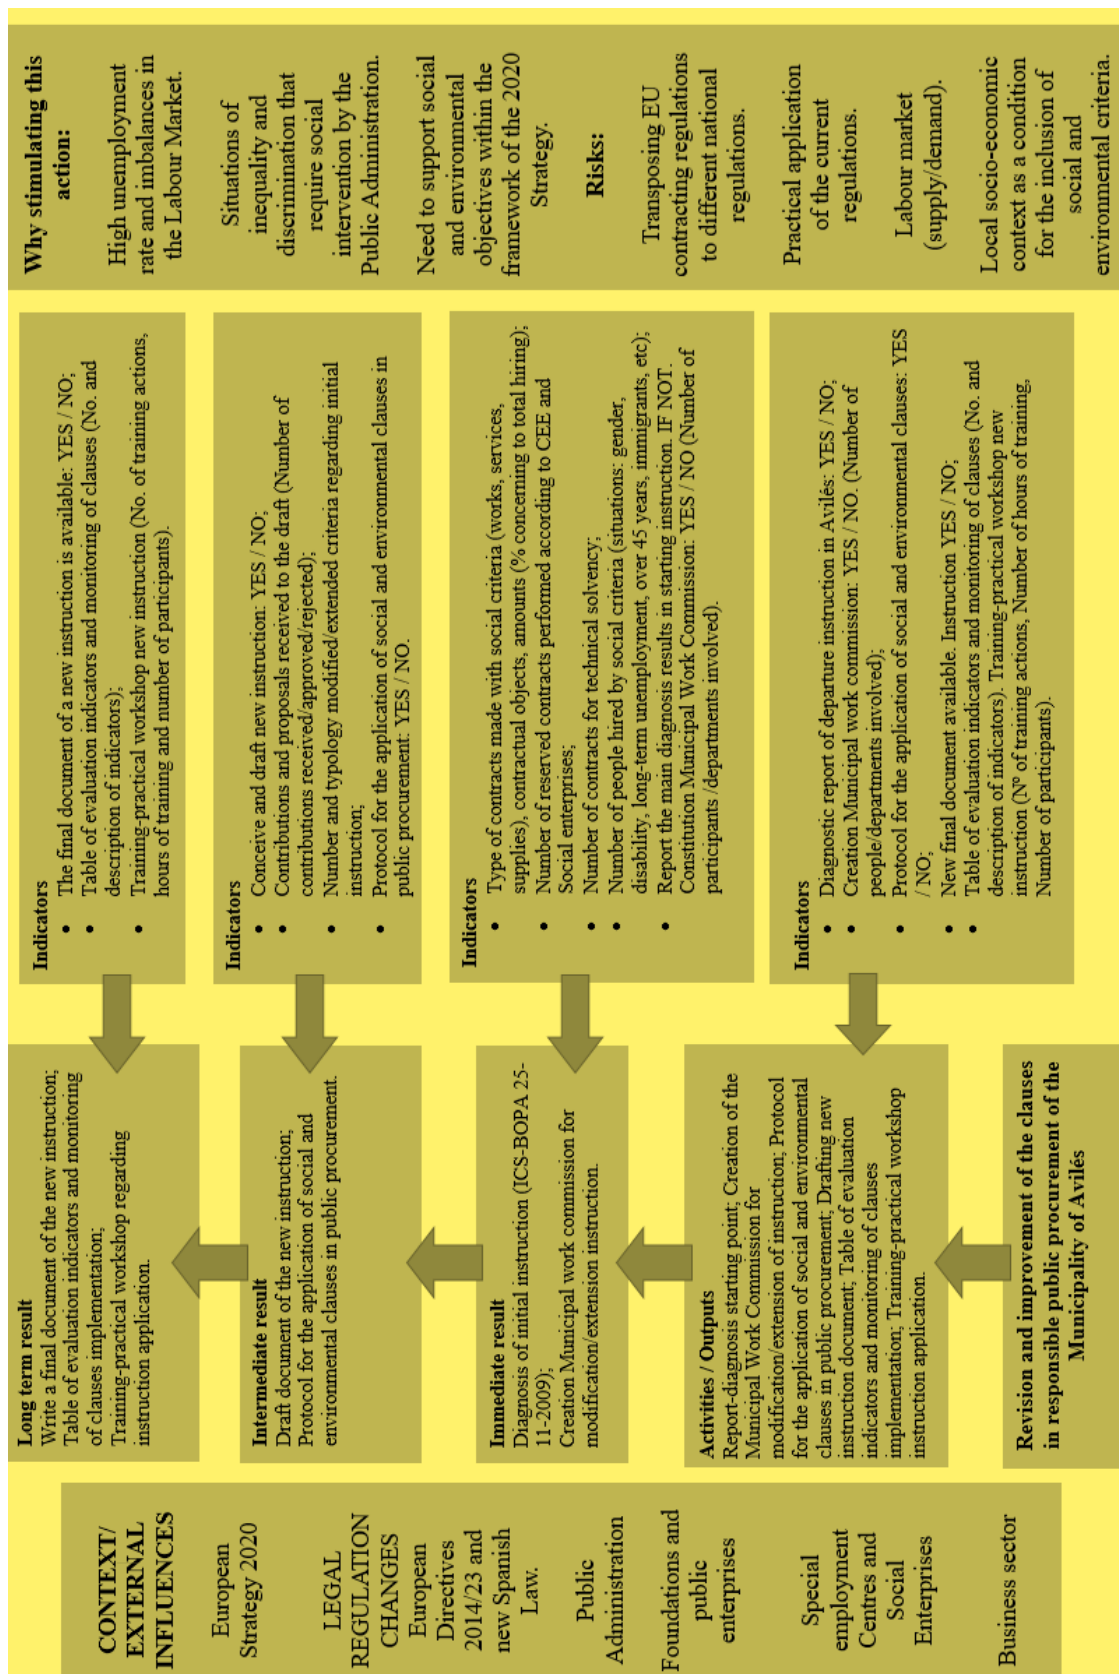 CONTEXT/
EXTERNAL
INFLUENCES
European
Strategy 2020
LEGAL
REGULATION
CHANGES
European
Directives
2014/23 and
new Spanish
Law.
Public
Administration
Foundations and
public
enterprises
Special
employment
Centres and
Social
Enterprises
Business sector
Long term result
Write a final document of the new instruction;
Table of evaluation indicators and monitoring
of clauses implementation;
Training-practical workshop regarding
instruction application.
Intermediate result
Draft document of the new instruction;
Protocol for the application of social and
environmental clauses in public procurement.
Immediate result
Diagnosis of initial instruction (ICS-BOPA 25-
11-2009);
Creation Municipal work commission for
modification/extension instruction.
Activities / Outputs
Report-diagnosis starting point; Creation of the
Municipal Work Commission for
modification/extension of instruction; Protocol
for the application of social and environmental
clauses in public procurement; Drafting new
instruction document; Table of evaluation
indicators and monitoring of clauses
implementation; Training-practical workshop
instruction application.
Revision and improvement of the clauses
in responsible public procurement of the
Municipality of Avilés
Indicators
• The final document of a new instruction is available: YES / NO;
• Table of evaluation indicators and monitoring of clauses (No. and
description of indicators);
• Training-practical workshop new instruction (No. of training actions,
hours of training and number of participants).
Indicators
• Conceive and draft new instruction: YES / NO;
• Contributions and proposals received to the draft (Number of
contributions received/approved/rejected);
• Number and typology modified/extended criteria regarding initial
instruction;
• Protocol for the application of social and environmental clauses in
public procurement: YES / NO.
Indicators
• Type of contracts made with social criteria (works, services,
supplies), contractual objects, amounts (% concerning to total hiring);
• Number of reserved contracts performed according to CEE and
Social enterprises;
• Number of contracts for technical solvency;
• Number of people hired by social criteria (situations: gender,
disability, long-term unemployment, over 45 years, immigrants, etc);
• Report the main diagnosis results in starting instruction. IF NOT.
Constitution Municipal Work Commission: YES / NO (Number of
participants /departments involved).
Indicators
• Diagnostic report of departure instruction in Avilés: YES / NO;
• Creation Municipal work commission: YES / NO. (Number of
people/departments involved);
• Protocol for the application of social and environmental clauses: YES
/ NO;
• New final document available. Instruction YES / NO;
• Table of evaluation indicators and monitoring of clauses (No. and
description of indicators). Training-practical workshop new
instruction (Nº of training actions, Number of hours of training,
Number of participants).
Why stimulating this
action:
High unemployment
rate and imbalances in
the Labour Market.
Situations of
inequality and
discrimination that
require social
intervention by the
Public Administration.
Need to support social
and environmental
objectives within the
framework of the 2020
Strategy.
Risks:
Transposing EU
contracting regulations
to different national
regulations.
Practical application
of the current
regulations.
Labour market
(supply/demand).
Local socio-economic
context as a condition
for the inclusion of
social and
environmental criteria.